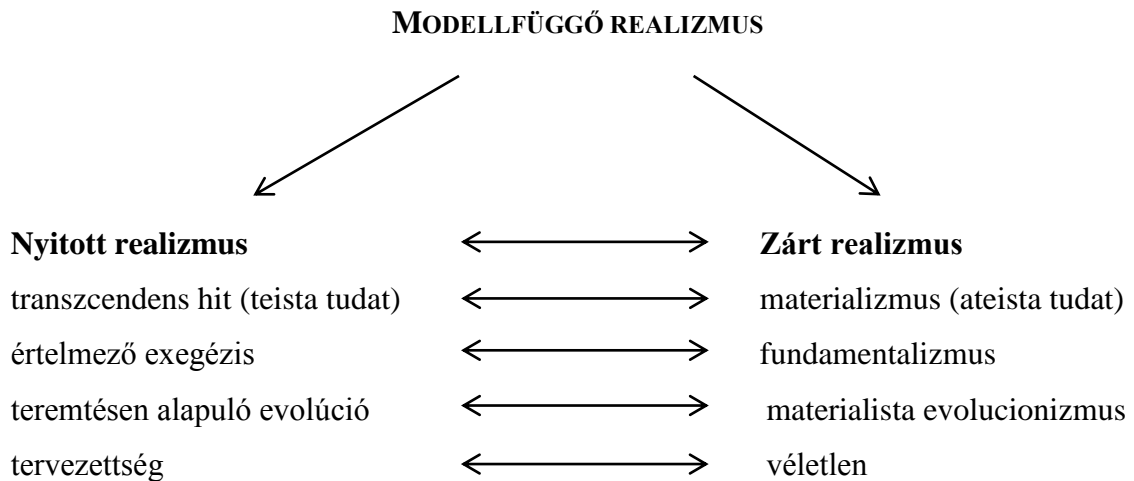 MODELLFÜGGŐ REALIZMUS
Nyitott realizmus Zárt realizmus
transzcendens hit (teista tudat) materializmus (ateista tudat)
értelmező exegézis fundamentalizmus
teremtésen alapuló evolúció materialista evolucionizmus
tervezettség véletlen